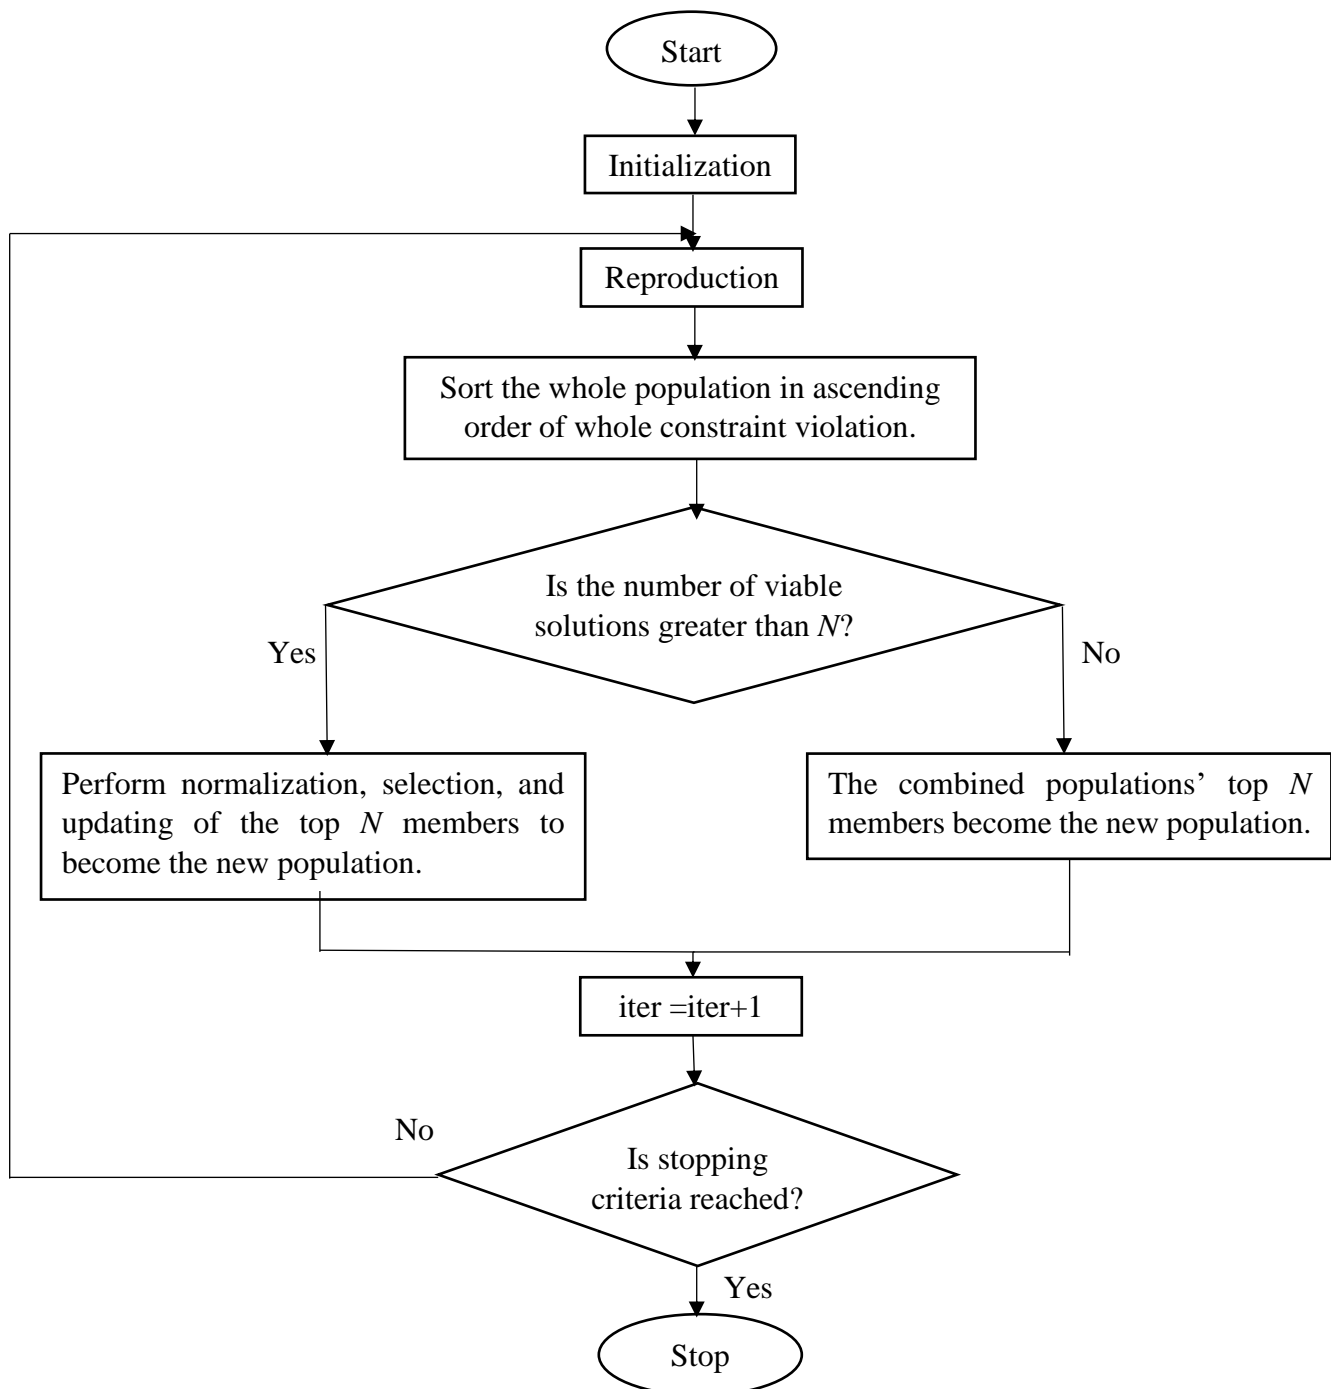 Start
Initialization
Reproduction
Sort the whole population in ascending
order of whole constraint violation.
Is the number of viable
solutions greater than N?
Yes
No
Perform normalization, selection, and
updating of the top N members to
become the new population.
The combined populations’ top N
members become the new population.
iter =iter+1
No
Is stopping
criteria reached?
Yes
Stop